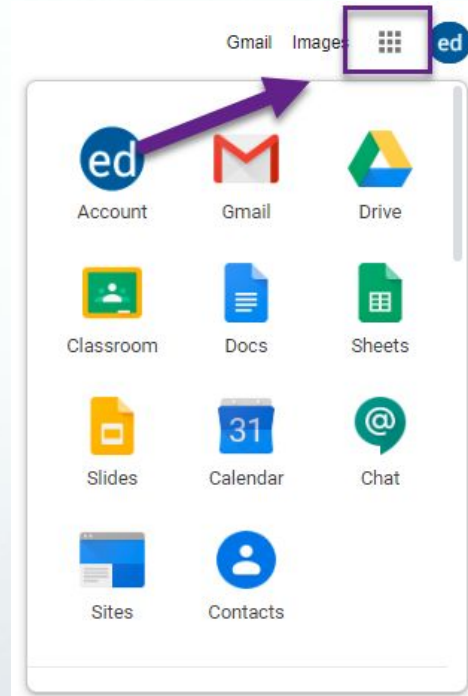 Gmail Images ed
ed
Account Gmail Drive
Classroom Docs Sheets
31 @
Slides Calendar Chat
Sites Contacts